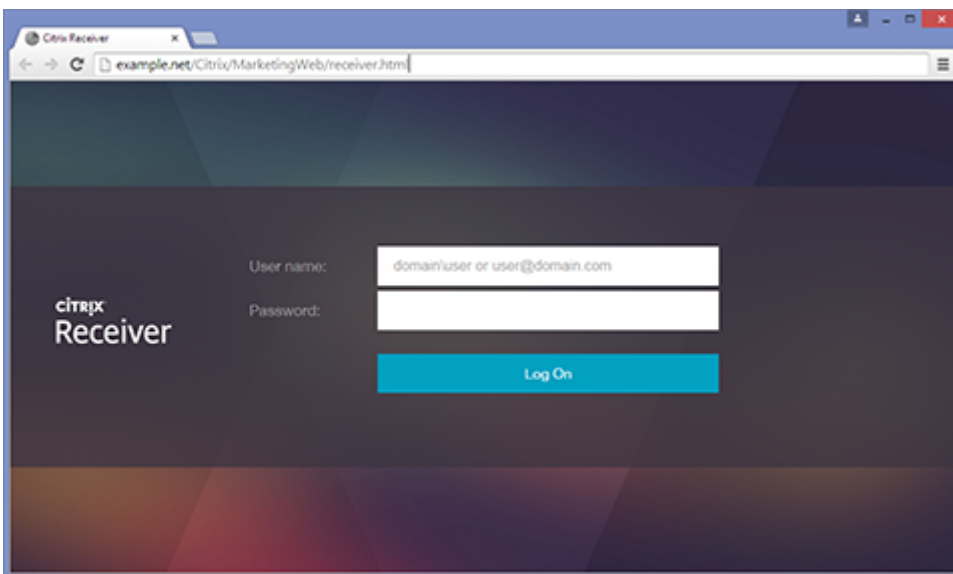 Citrix Receiver
example.net/Citrix/MarketingWeb/receiver.html
User name:
domain\user or user@domain.com
CITRIX
Receiver
Password:
Log On